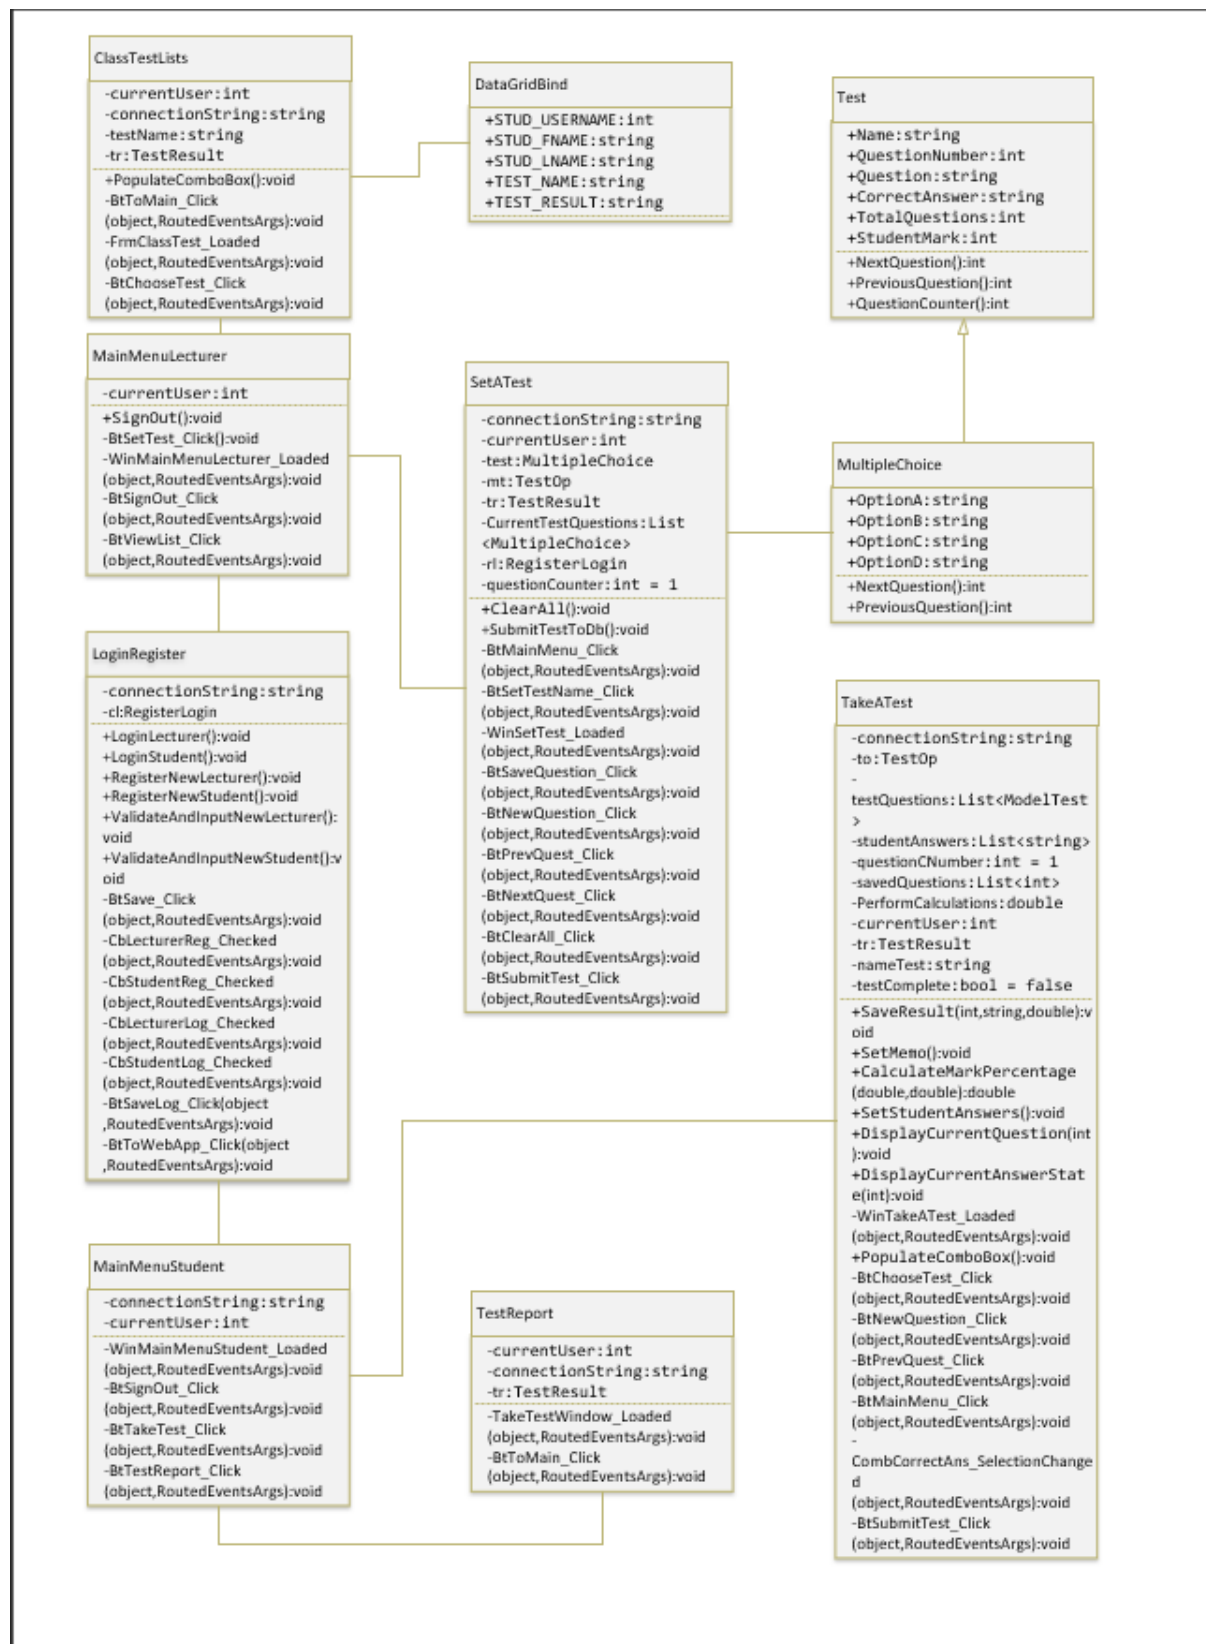 ClassTestLists
-currentUser:int
-connectionString:string
-testName:string
-tr:TestResult
+PopulateComboBox():void
-BtToMain_Click
(object,RoutedEventsArgs):void
-FrmClassTest_Loaded
(object,RoutedEventsArgs):void
-BtChooseTest_Click
(object,RoutedEventsArgs):void
DataGridBind
+STUD_USERNAME:int
+STUD_FNAME:string
+STUD_LNAME:string
+TEST_NAME:string
+TEST_RESULT:string
Test
+Name:string
+QuestionNumber:int
+Question:string
+CorrectAnswer:string
+TotalQuestions:int
+StudentMark:int
+NextQuestion():int
+PreviousQuestion():int
+QuestionCounter():int
MainMenuLecturer
-currentUser:int
+SignOut():void
-BtSetTest_Click():void
-WinMainMenuLecturer_Loaded
(object,RoutedEventsArgs):void
-BtSignOut_Click
(object,RoutedEventsArgs):void
-BtViewList_Click
(object,RoutedEventsArgs):void
SetATest
-connectionString:string
-currentUser:int
-test:MultipleChoice
-mt:TestOp
-tr:TestResult
-CurrentTestQuestions:List
<MultipleChoice>
-rl:RegisterLogin
-questionCounter:int = 1
+ClearAll():void
+SubmitTestToDb():void
-BtMainMenu_Click
(object,RoutedEventsArgs):void
-BtSetTestName_Click
(object,RoutedEventsArgs):void
-WinSetTest_Loaded
(object,RoutedEventsArgs):void
-BtSaveQuestion_Click
(object,RoutedEventsArgs):void
-BtNewQuestion_Click
(object,RoutedEventsArgs):void
-BtPrevQuest_Click
(object,RoutedEventsArgs):void
-BtNextQuest_Click
(object,RoutedEventsArgs):void
-BtClearAll_Click
(object,RoutedEventsArgs):void
-BtSubmitTest_Click
(object,RoutedEventsArgs):void
MultipleChoice
+OptionA:string
+OptionB:string
+OptionC:string
+OptionD:string
+NextQuestion():int
+PreviousQuestion():int
LoginRegister
-connectionString:string
-cl:RegisterLogin
+LoginLecturer():void
+LoginStudent():void
+RegisterNewLecturer():void
+RegisterNewStudent():void
+ValidateAndInputNewLecturer():
void
+ValidateAndInputNewStudent():v
oid
-BtSave_Click
(object,RoutedEventsArgs):void
-CbLecturerReg_Checked
(object,RoutedEventsArgs):void
-CbStudentReg_Checked
(object,RoutedEventsArgs):void
-CbLecturerLog_Checked
(object,RoutedEventsArgs):void
-CbStudentLog_Checked
(object,RoutedEventsArgs):void
-BtSaveLog_Click(object
,RoutedEventsArgs):void
-BtToWebApp_Click(object
,RoutedEventsArgs):void
TakeATest
-connectionString:string
-to:TestOp
-
testQuestions:List<ModelTest
>
-studentAnswers:List<string>
-questionCNumber:int = 1
-savedQuestions:List<int>
-PerformCalculations:double
-currentUser:int
-tr:TestResult
-nameTest:string
-testComplete:bool = false
+SaveResult(int,string,double):v
oid
+SetMemo():void
+CalculateMarkPercentage
(double,double):double
+SetStudentAnswers():void
+DisplayCurrentQuestion(int
):void
+DisplayCurrentAnswerStat
e(int):void
-WinTakeATest_Loaded
(object,RoutedEventsArgs):void
+PopulateComboBox():void
-BtChooseTest_Click
(object,RoutedEventsArgs):void
-BtNewQuestion_Click
(object,RoutedEventsArgs):void
-BtPrevQuest_Click
(object,RoutedEventsArgs):void
-BtMainMenu_Click
(object,RoutedEventsArgs):void
-
CombCorrectAns_SelectionChange
d
(object,RoutedEventsArgs):void
-BtSubmitTest_Click
(object,RoutedEventsArgs):void
MainMenuStudent
-connectionString:string
-currentUser:int
-WinMainMenuStudent_Loaded
(object,RoutedEventsArgs):void
-BtSignOut_Click
(object,RoutedEventsArgs):void
-BtTakeTest_Click
(object,RoutedEventsArgs):void
-BtTestReport_Click
(object,RoutedEventsArgs):void
TestReport
-currentUser:int
-connectionString:string
-tr:TestResult
-TakeTestWindow_Loaded
(object,RoutedEventsArgs):void
-BtToMain_Click
(object,RoutedEventsArgs):void